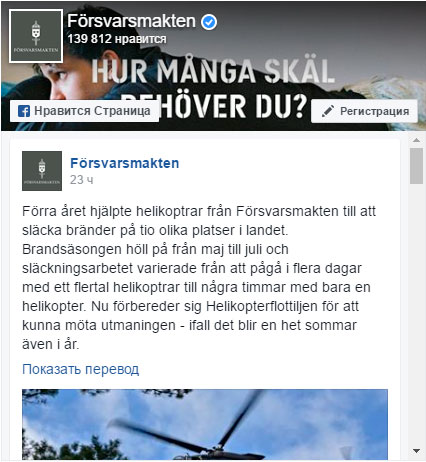 Försvarsmakten
139 812 нравится
FÖRSVARSMAKTEN
HUR MÅNGA SKÄL
BEHÖVER DU?
Нравится Страница
Регистрация
Försvarsmakten
23 ч
Förra året hjälpte helikoptrar från Försvarsmakten till att
släcka bränder på tio olika platser i landet.
Brandsäsongen höll på från maj till juli och
släckningsarbetet varierade från att pågå i flera dagar
med ett flertal helikoptrar till några timmar med bara en
helikopter. Nu förbereder sig Helikopterflottiljen för att
kunna möta utmaningen - ifall det blir en het sommar
även i år.
Показать перевод